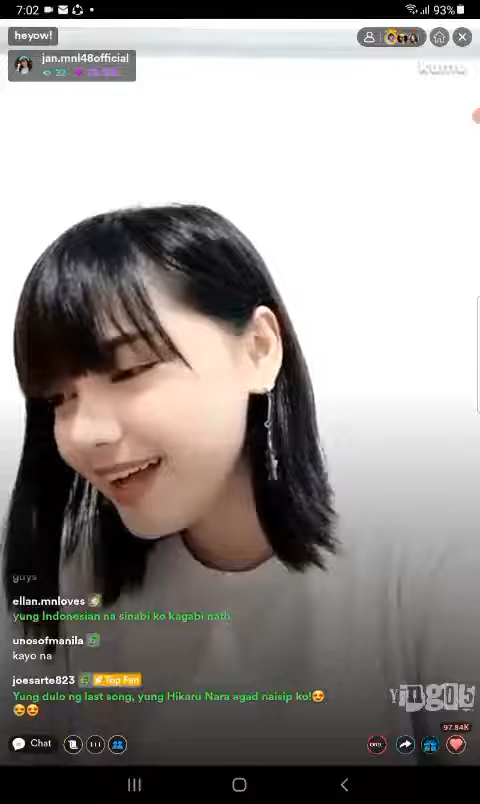 7:02
93%
heyow!
jan.mnl48official
32
kumu
guys
ellan.mnloves
yung Indonesian na sinabi ko kagabi nath
unosofmanila
kayo na
joesarte823 Top Fan
Yung dulo ng last song, yung Hikaru Nara agad naisip ko!😍
😍😍
97.84K
Chat